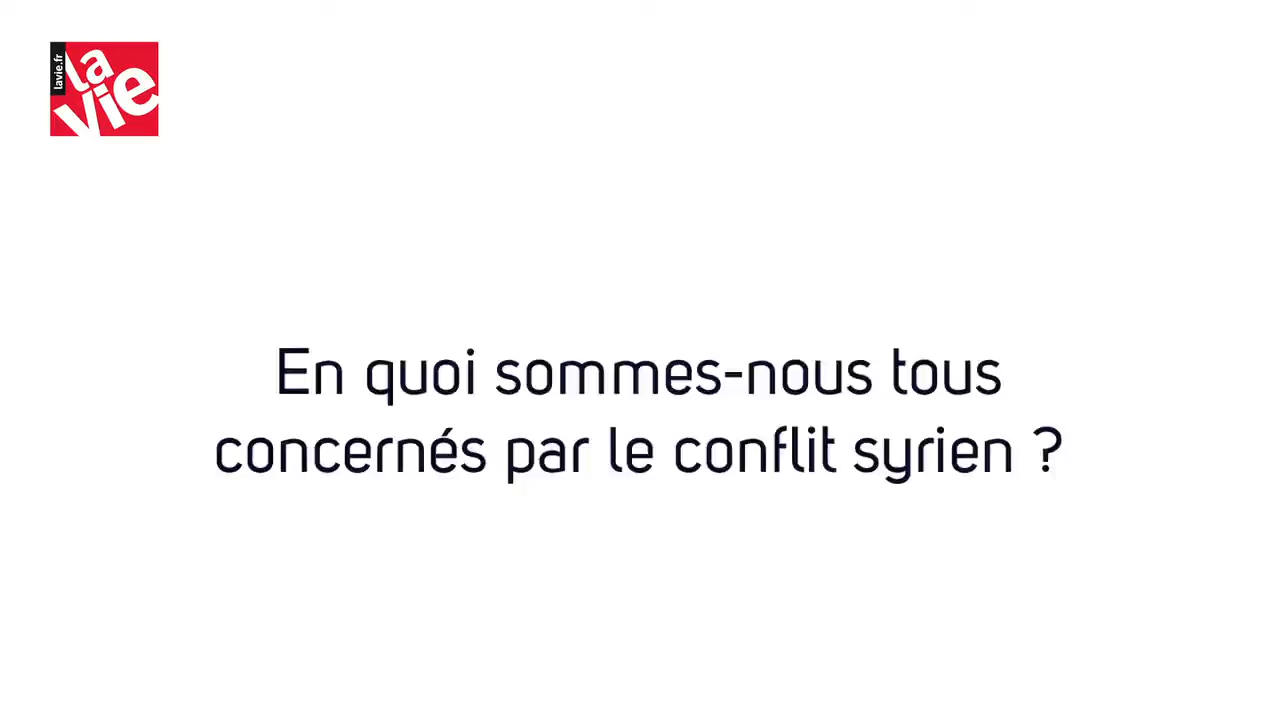 lavie.fr
la
vie
En quoi sommes-nous tous
concernés par le conflit syrien ?